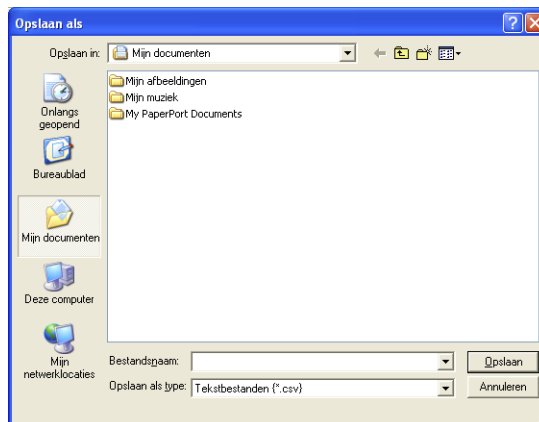 Opslaan als
Opslaan in: Mijn documenten
Mijn afbeeldingen
Mijn muziek
My PaperPort Documents
Onlangs
geopend
Bureaublad
Mijn documenten
Deze computer
Mijn
netwerklocaties
Bestandsnaam:
Opslaan
Opslaan als type: Tekstbestanden (*.csv)
Annuleren